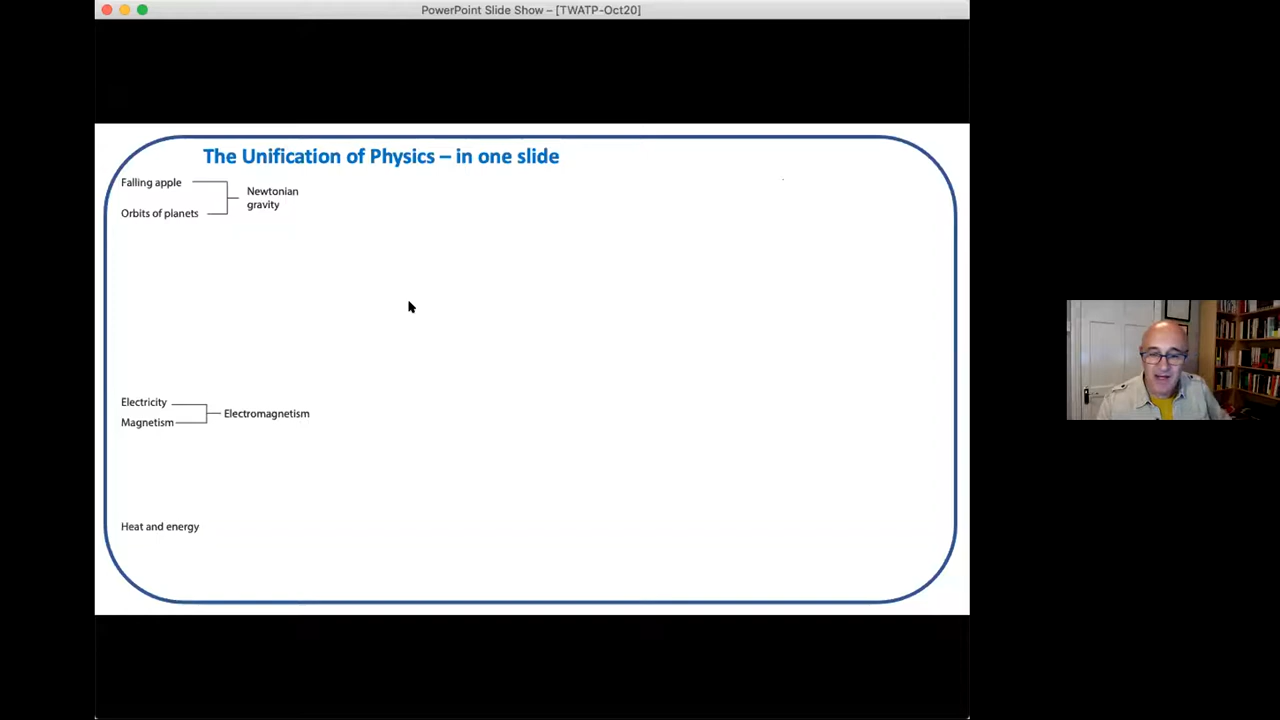 PowerPoint Slide Show – [TWATP-Oct20]
The Unification of Physics – in one slide
Falling apple
Newtonian
gravity
Orbits of planets
Electricity
Electromagnetism
Magnetism
Heat and energy